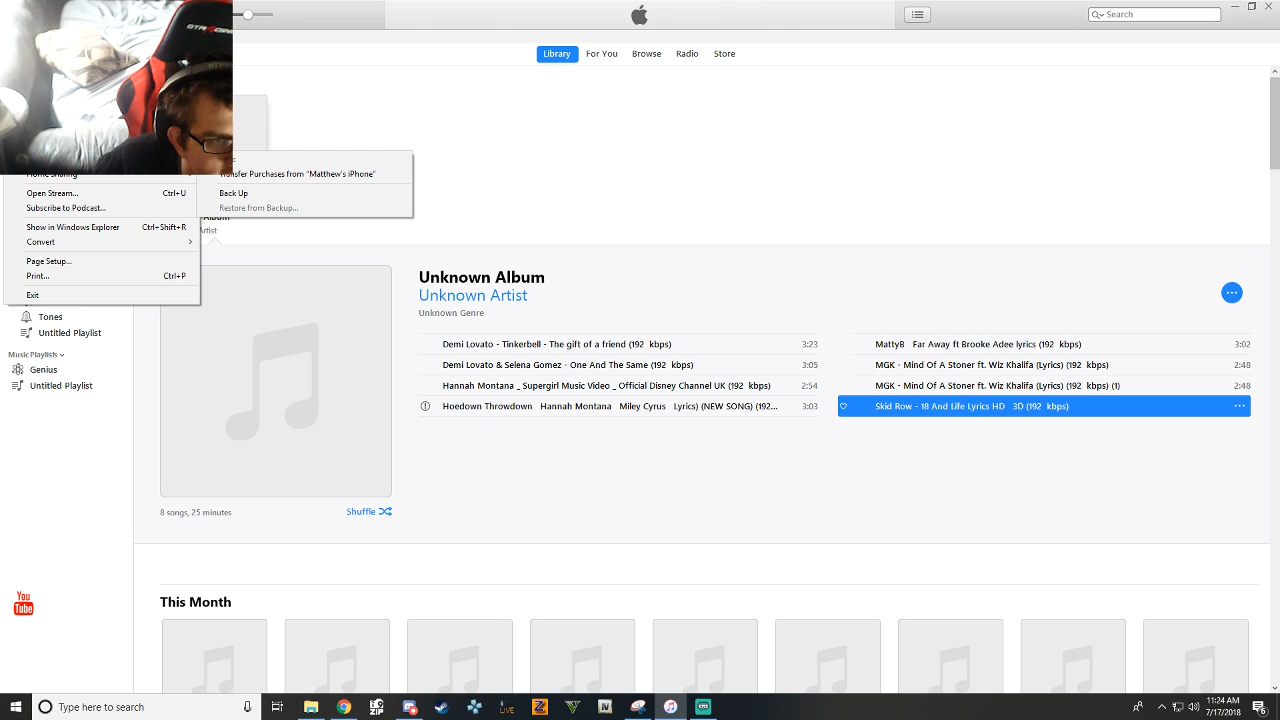 Search
Library For You Browse Radio Store
Transfer Purchases from "Matthew's iPhone"
Open Stream... Ctrl+U
Back Up
Subscribe to Podcast...
Restore from Backup...
Show in Windows Explorer Ctrl+Shift+R
Artist
Convert
Page Setup...
Print... Ctrl+P
Exit
Tones
Untitled Playlist
Music Playlists
Genius
Untitled Playlist
Unknown Album
Unknown Artist
Unknown Genre
Demi Lovato - Tinkerbell - The gift of a friend (192 kbps) 3:23
Demi Lovato & Selena Gomez - One And The Same (192 kbps) 3:05
Hannah Montana _ Supergirl Music Video _ Official Disney Channel UK (192 kbps) 2:54
Hoedown Throwdown Hannah Montana Miley Cyrus Lyrics) (NEW SONG) (192... 3:03
MattyB Far Away ft Brooke Adee lyrics (192 kbps) 3:02
MGK - Mind Of A Stoner ft. Wiz Khalifa (Lyrics) (192 kbps) 2:48
MGK - Mind Of A Stoner ft. Wiz Khalifa (Lyrics) (192 kbps) (1) 2:48
Skid Row - 18 And Life Lyrics HD 3D (192 kbps) ...
8 songs, 25 minutes
Shuffle
You
Tube
This Month
Type here to search
LIVE
11:24 AM
7/17/2018